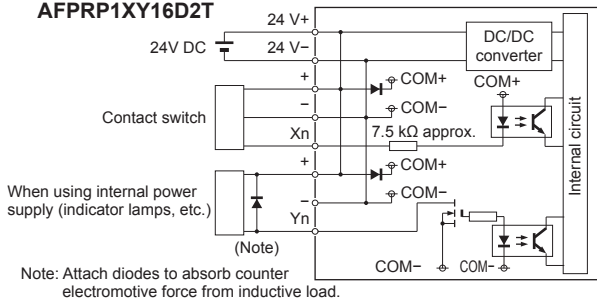 AFPRP1XY16D2T
24 V+
24V DC
24 V−
DC/DC
converter
+
COM+
COM+
−
COM−
Contact switch
Xn
7.5 kΩ approx.
Internal circuit
+
COM+
When using internal power
supply (indicator lamps, etc.)
−
COM−
Yn
(Note)
COM−
COM−
Note: Attach diodes to absorb counter
electromotive force from inductive load.